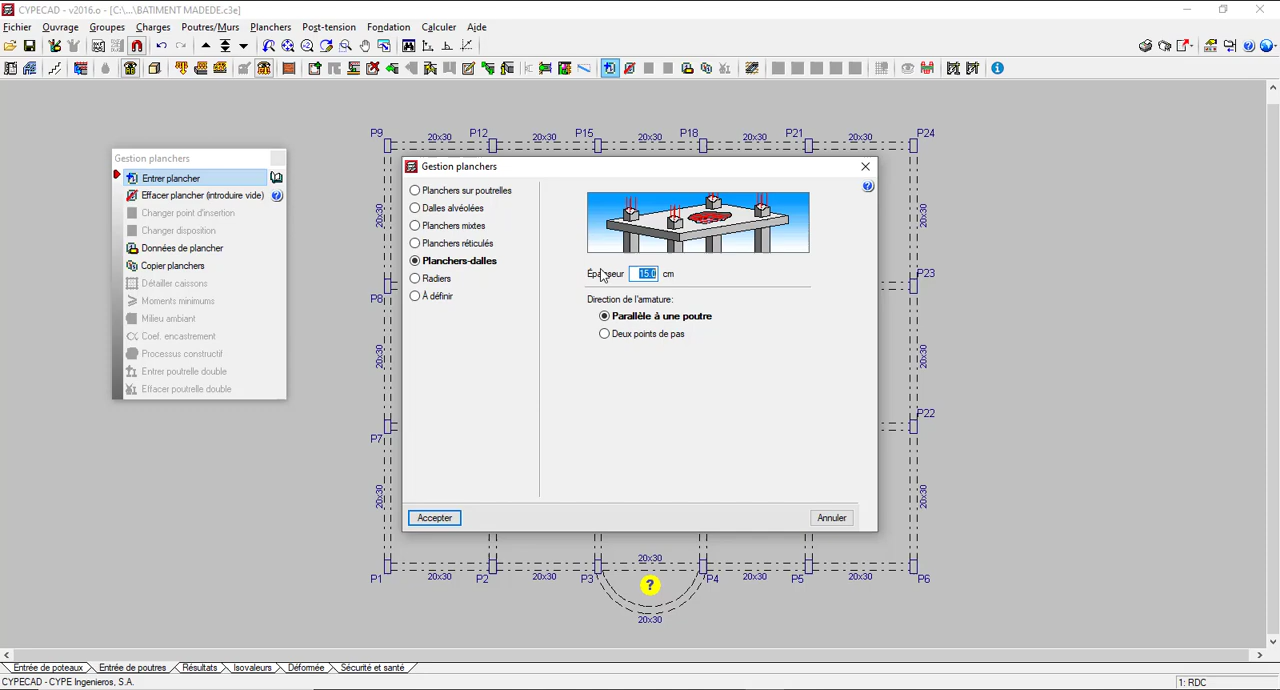 CYPECAD - v2016.o - [C:\...\BATIMENT MADEDE.c3e]
Fichier Ouvrage Groupes Charges Poutres/Murs Planchers Post-tension Fondation Calculer Aide
P9 20x30 P12 20x30 P15 20x30 P18 20x30 P21 20x30 P24
Gestion planchers
Entrer plancher
Effacer plancher (introduire vide)
Changer point d'insertion
Changer disposition
Données de plancher
Copier planchers
Détailler caissons
Moments minimums
Milieu ambiant
Coef. encastrement
Processus constructif
Entrer poutrelle double
Effacer poutrelle double
Gestion planchers
Planchers sur poutrelles
Dalles alvéolées
Planchers mixtes
Planchers réticulés
Planchers-dalles
Radiers
À définir
Épaisseur 15.0 cm
Direction de l'armature:
Parallèle à une poutre
Deux points de pas
Accepter Annuler
20x30 20x30
P8 P23
20x30 20x30
P7 P22
20x30 20x30
20x30
P1 20x30 P2 20x30 P3 ? P4 20x30 P5 20x30 P6
20x30
Entrée de poteaux Entrée de poutres Résultats Isovaleurs Déformée Sécurité et santé
CYPECAD - CYPE Ingenieros, S.A. 1: RDC